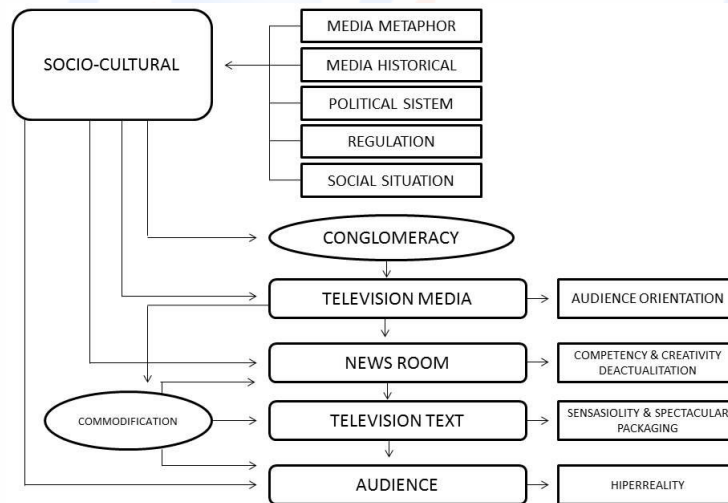 MEDIA METAPHOR
SOCIO-CULTURAL
MEDIA HISTORICAL
POLITICAL SISTEM
REGULATION
SOCIAL SITUATION
CONGLOMERACY
TELEVISION MEDIA
AUDIENCE ORIENTATION
NEWS ROOM
COMPETENCY & CREATIVITY
DEACTUALITATION
COMMODIFICATION
TELEVISION TEXT
SENSASIOLITY & SPECTACULAR
PACKAGING
AUDIENCE
HIPERREALITY